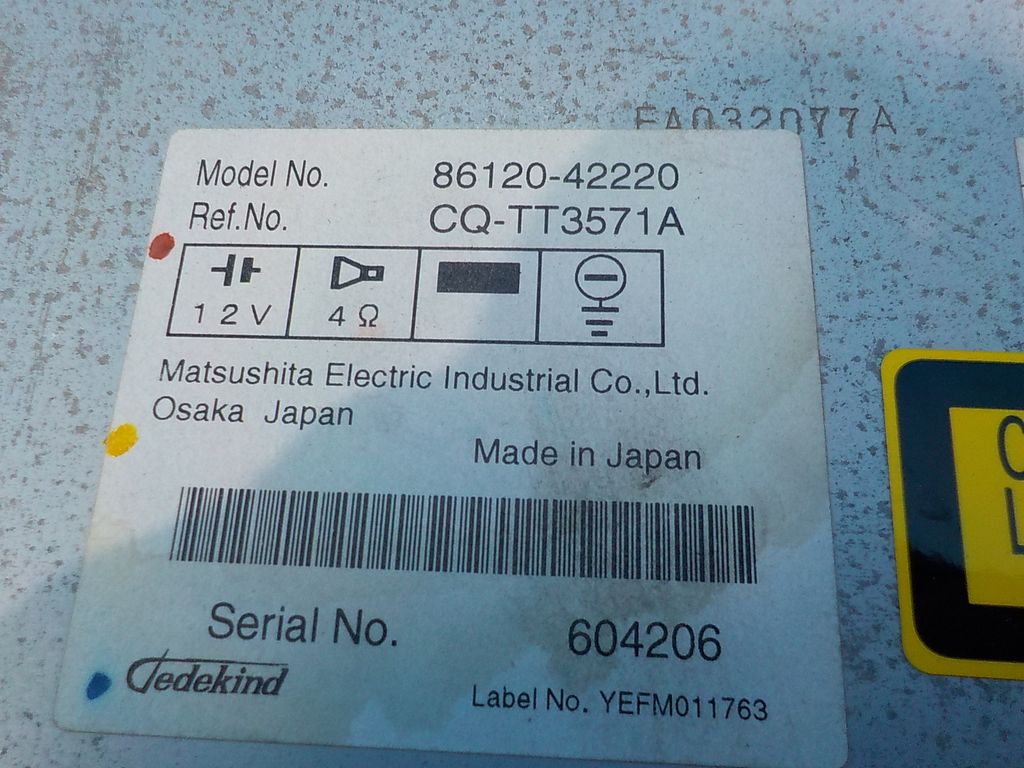 FA032077A
Model No. 86120-42220
Ref.No. CQ-TT3571A
12V 4Ω
Matsushita Electric Industrial Co.,Ltd.
Osaka Japan
Made in Japan
Serial No. 604206
Gedekind
Label No. YEFM011763